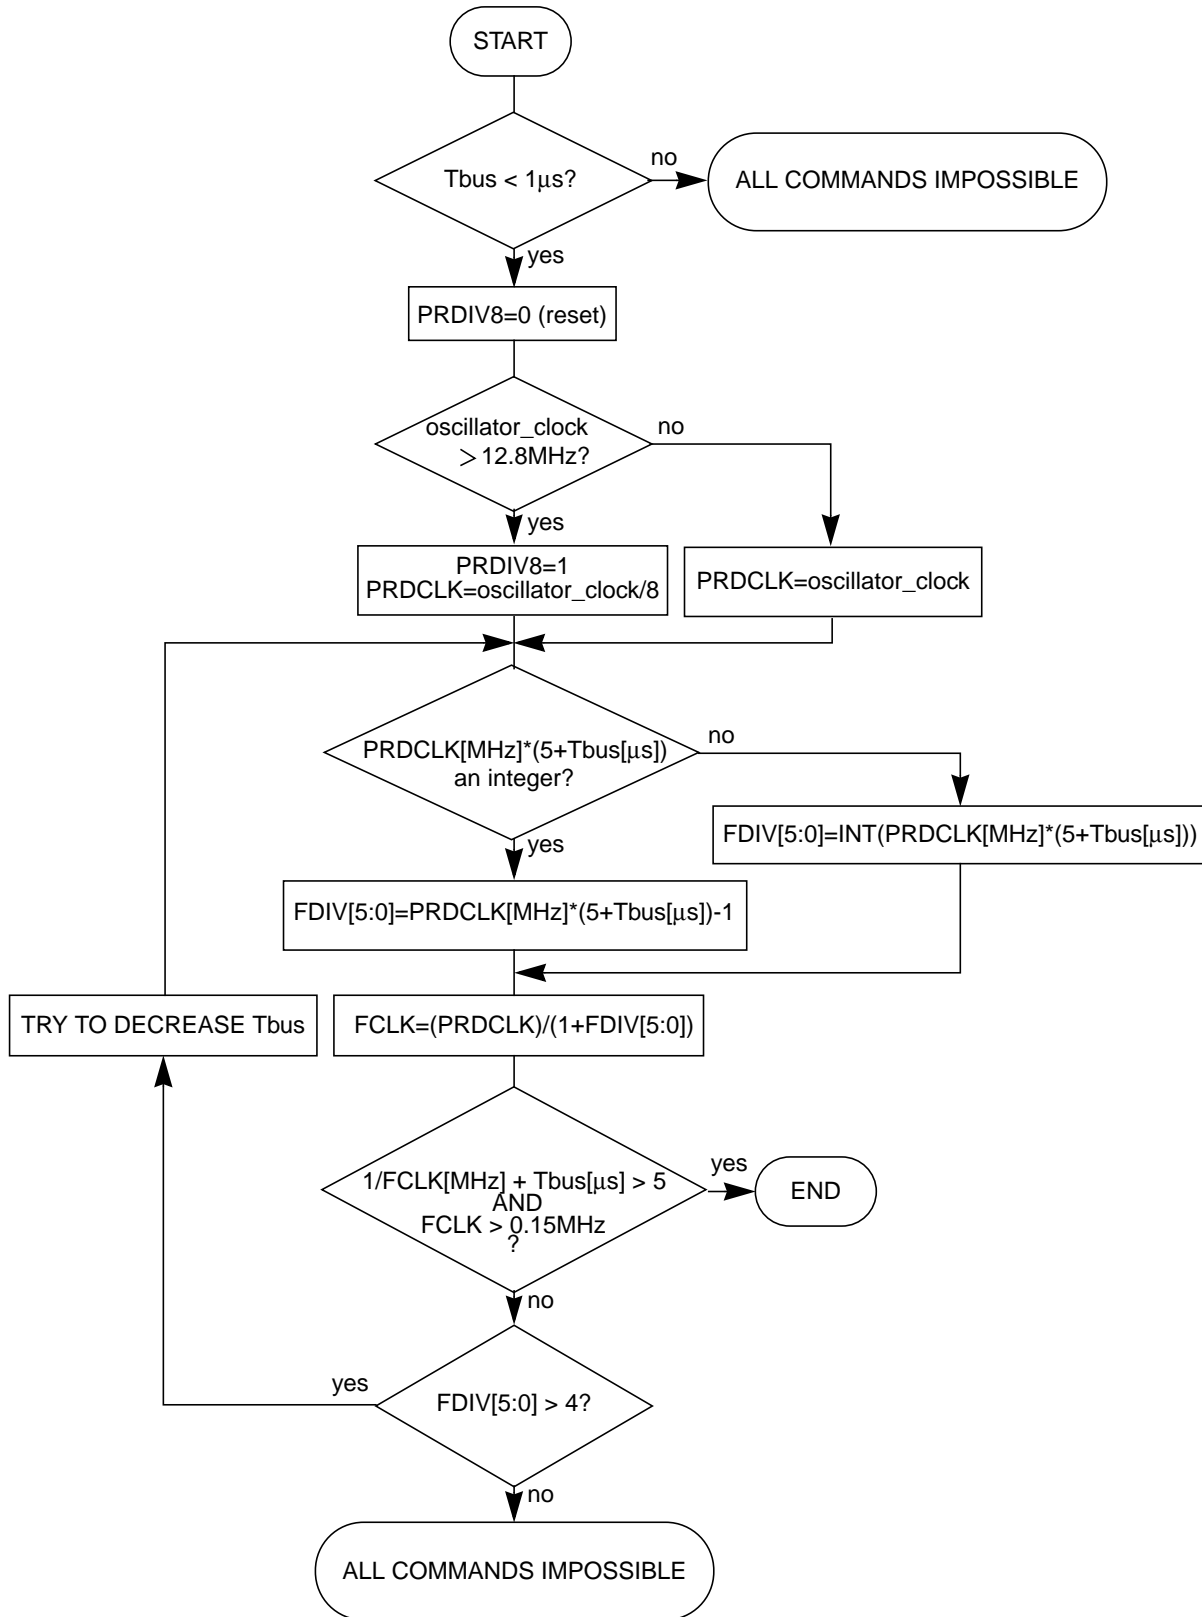 START
Tbus < 1μs?
no
ALL COMMANDS IMPOSSIBLE
yes
PRDIV8=0 (reset)
oscillator_clock
> 12.8MHz?
no
yes
PRDIV8=1
PRDCLK=oscillator_clock/8
PRDCLK=oscillator_clock
PRDCLK[MHz]*(5+Tbus[μs])
an integer?
no
yes
FDIV[5:0]=INT(PRDCLK[MHz]*(5+Tbus[μs]))
FDIV[5:0]=PRDCLK[MHz]*(5+Tbus[μs])-1
TRY TO DECREASE Tbus
FCLK=(PRDCLK)/(1+FDIV[5:0])
1/FCLK[MHz] + Tbus[μs] > 5
AND
FCLK > 0.15MHz
?
yes
END
no
yes
FDIV[5:0] > 4?
no
ALL COMMANDS IMPOSSIBLE